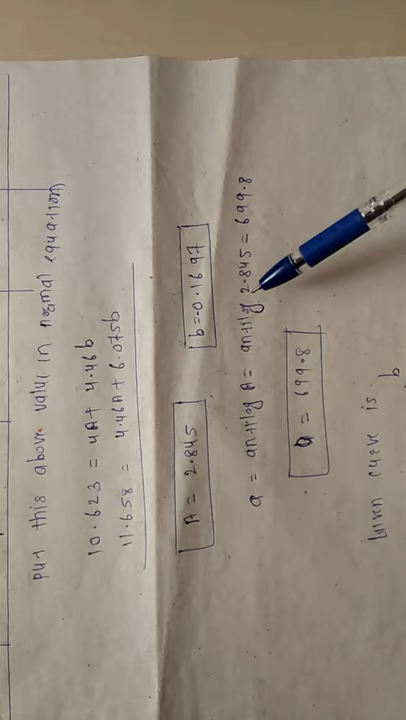 Put this above value in normal equation
10.623 = 4A + 4.46b
11.658 = 4.46A + 6.075b
A = 2.845 b = -0.1697
a = antilog A = antilog 2.845 = 699.8
a = 699.8
Given curve is.
b